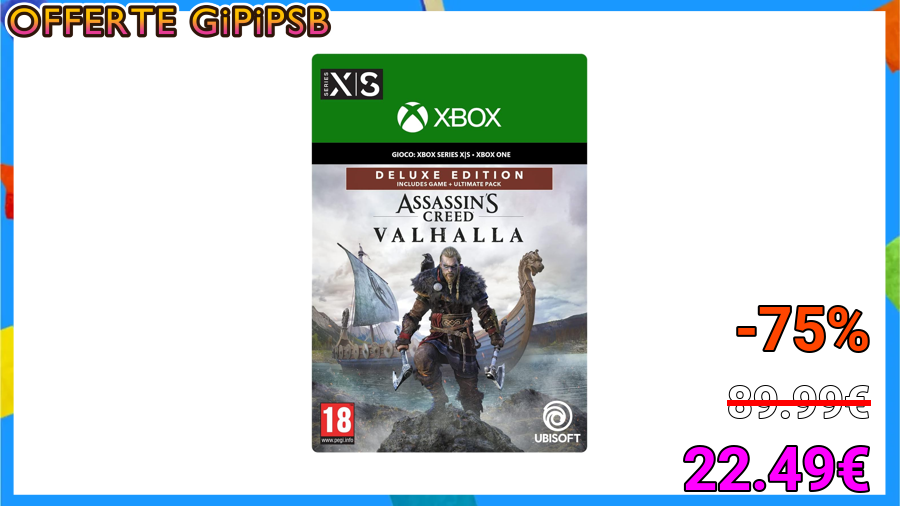 OFFERTE GiPiPSB
SERIES X|S
XBOX
GIOCO: XBOX SERIES X|S • XBOX ONE
DELUXE EDITION
INCLUDES GAME + ULTIMATE PACK
ASSASSIN'S
CREED
VALHALLA
-75%
89.99€
18
www.pegi.info
UBISOFT
22.49€